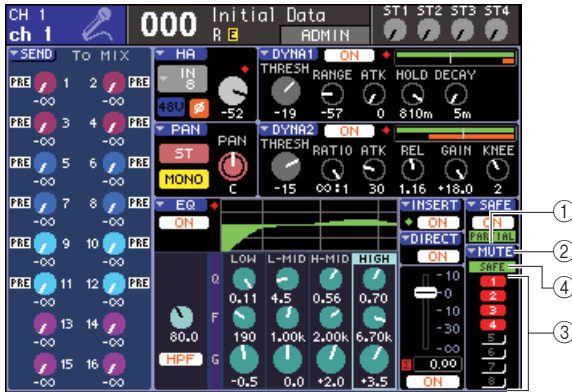 CH 1
ch 1
000
Initial Data
R E
ADMIN
ST1 ST2 ST3 ST4
SEND To MIX
PRE 1 2 PRE
-∞ -∞
PRE 3 4 PRE
-∞ -∞
PRE 5 6 PRE
-∞ -∞
PRE 7 8 PRE
-∞ -∞
PRE 9 10 PRE
-∞ -∞
PRE 11 12 PRE
-∞ -∞
13 14
-∞ -∞
15 16
-∞ -∞
HA
IN
8
48V Ø
-52
DYNA1 ON
THRESH RANGE ATK HOLD DECAY
-19 -57 0 810m 5m
PAN
ST
MONO
PAN
C
DYNA2 ON
THRESH RATIO ATK REL GAIN KNEE
-15 ∞:1 30 1.16 +18.0 2
EQ
ON
LOW L-MID H-MID HIGH
Q
0.11 4.5 0.56 0.70
F
80.0 190 1.00k 2.00k 6.70k
HPF
G
-0.5 0.0 +2.0 +3.5
INSERT
ON
DIRECT
ON
10
0
10
30
-∞
0.00
ON
SAFE
ON
PARTIAL
MUTE
SAFE
1
2
3
4
5
6
7
8
①
②
④
③